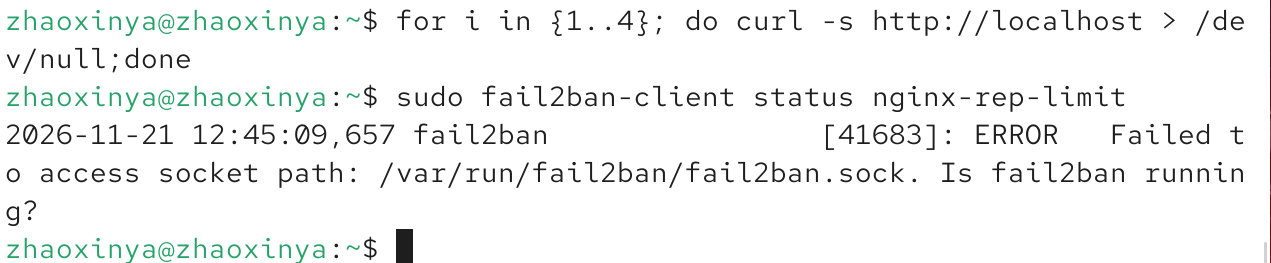 zhaoxinya@zhaoxinya:~$ for i in {1..4}; do curl -s http://localhost > /de
v/null;done
zhaoxinya@zhaoxinya:~$ sudo fail2ban-client status nginx-rep-limit
2026-11-21 12:45:09,657 fail2ban                [41683]: ERROR   Failed t
o access socket path: /var/run/fail2ban/fail2ban.sock. Is fail2ban runnin
g?
zhaoxinya@zhaoxinya:~$